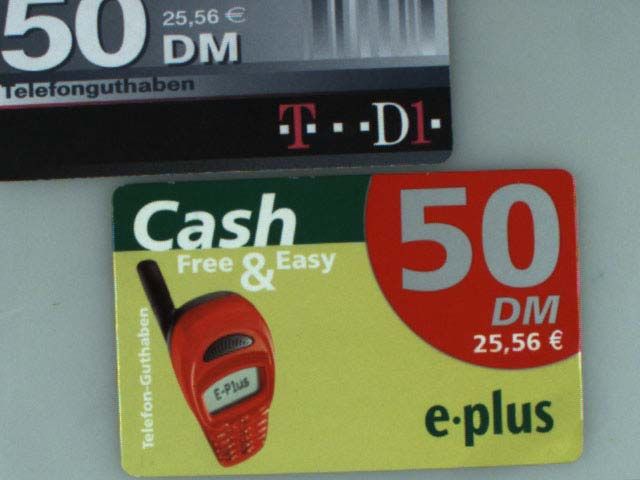 50
25,56 €
DM
Telefonguthaben
·T···D1·
Cash
Free & Easy
50
DM
25,56 €
Telefon-Guthaben
E-Plus
e·plus